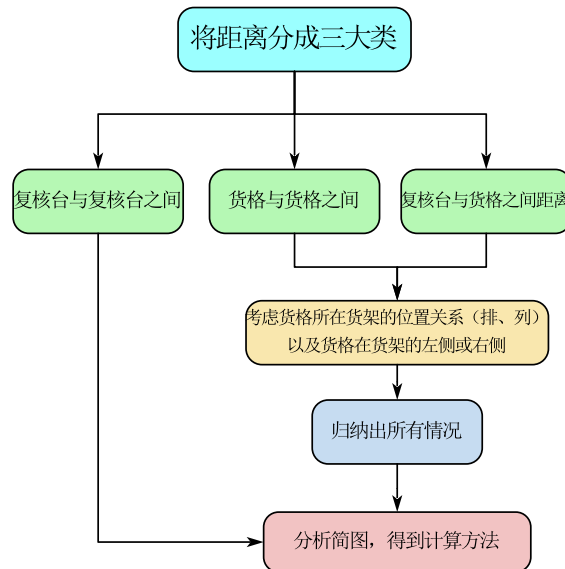 将距离分成三大类
复核台与复核台之间
货格与货格之间
复核台与货格之间距离
考虑货格所在货架的位置关系（排、列）
以及货格在货架的左侧或右侧
归纳出所有情况
分析简图，得到计算方法